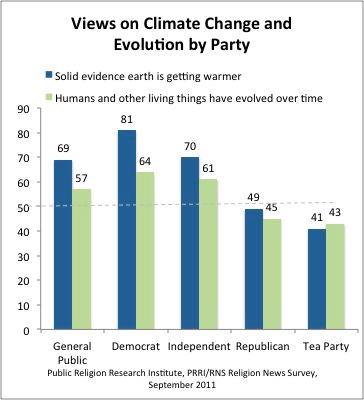 Views on Climate Change and
Evolution by Party
Solid evidence earth is getting warmer
Humans and other living things have evolved over time
90
80
70
60
50
40
30
20
10
0
69
57
81
64
70
61
49
45
41
43
General Public
Democrat
Independent
Republican
Tea Party
Public Religion Research Institute, PRRI/RNS Religion News Survey,
September 2011